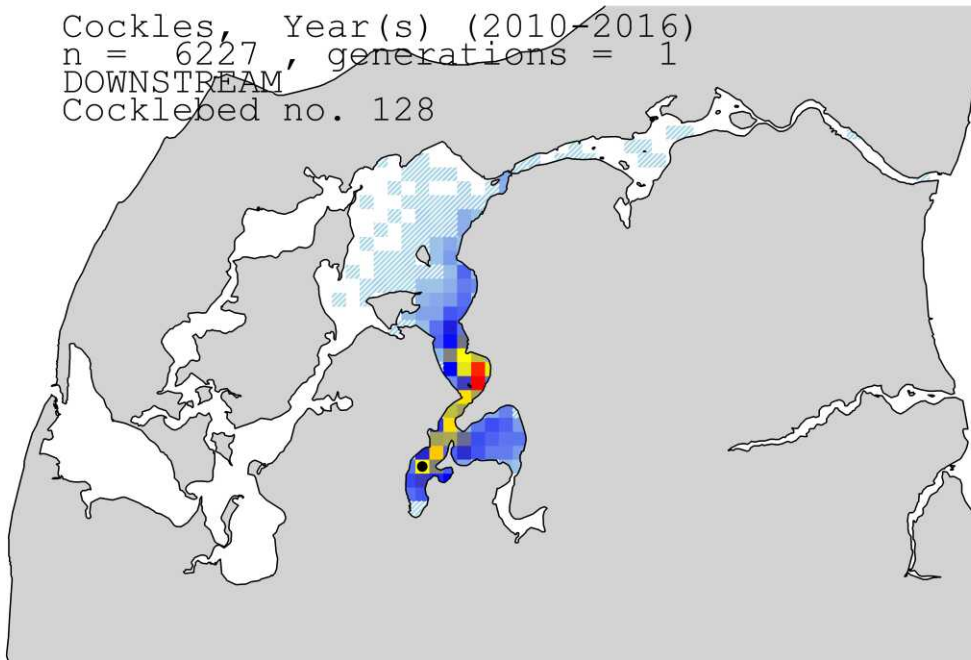 Cockles, Year(s) (2010-2016)
n = 6227 , generations = 1
DOWNSTREAM
Cocklebed no. 128